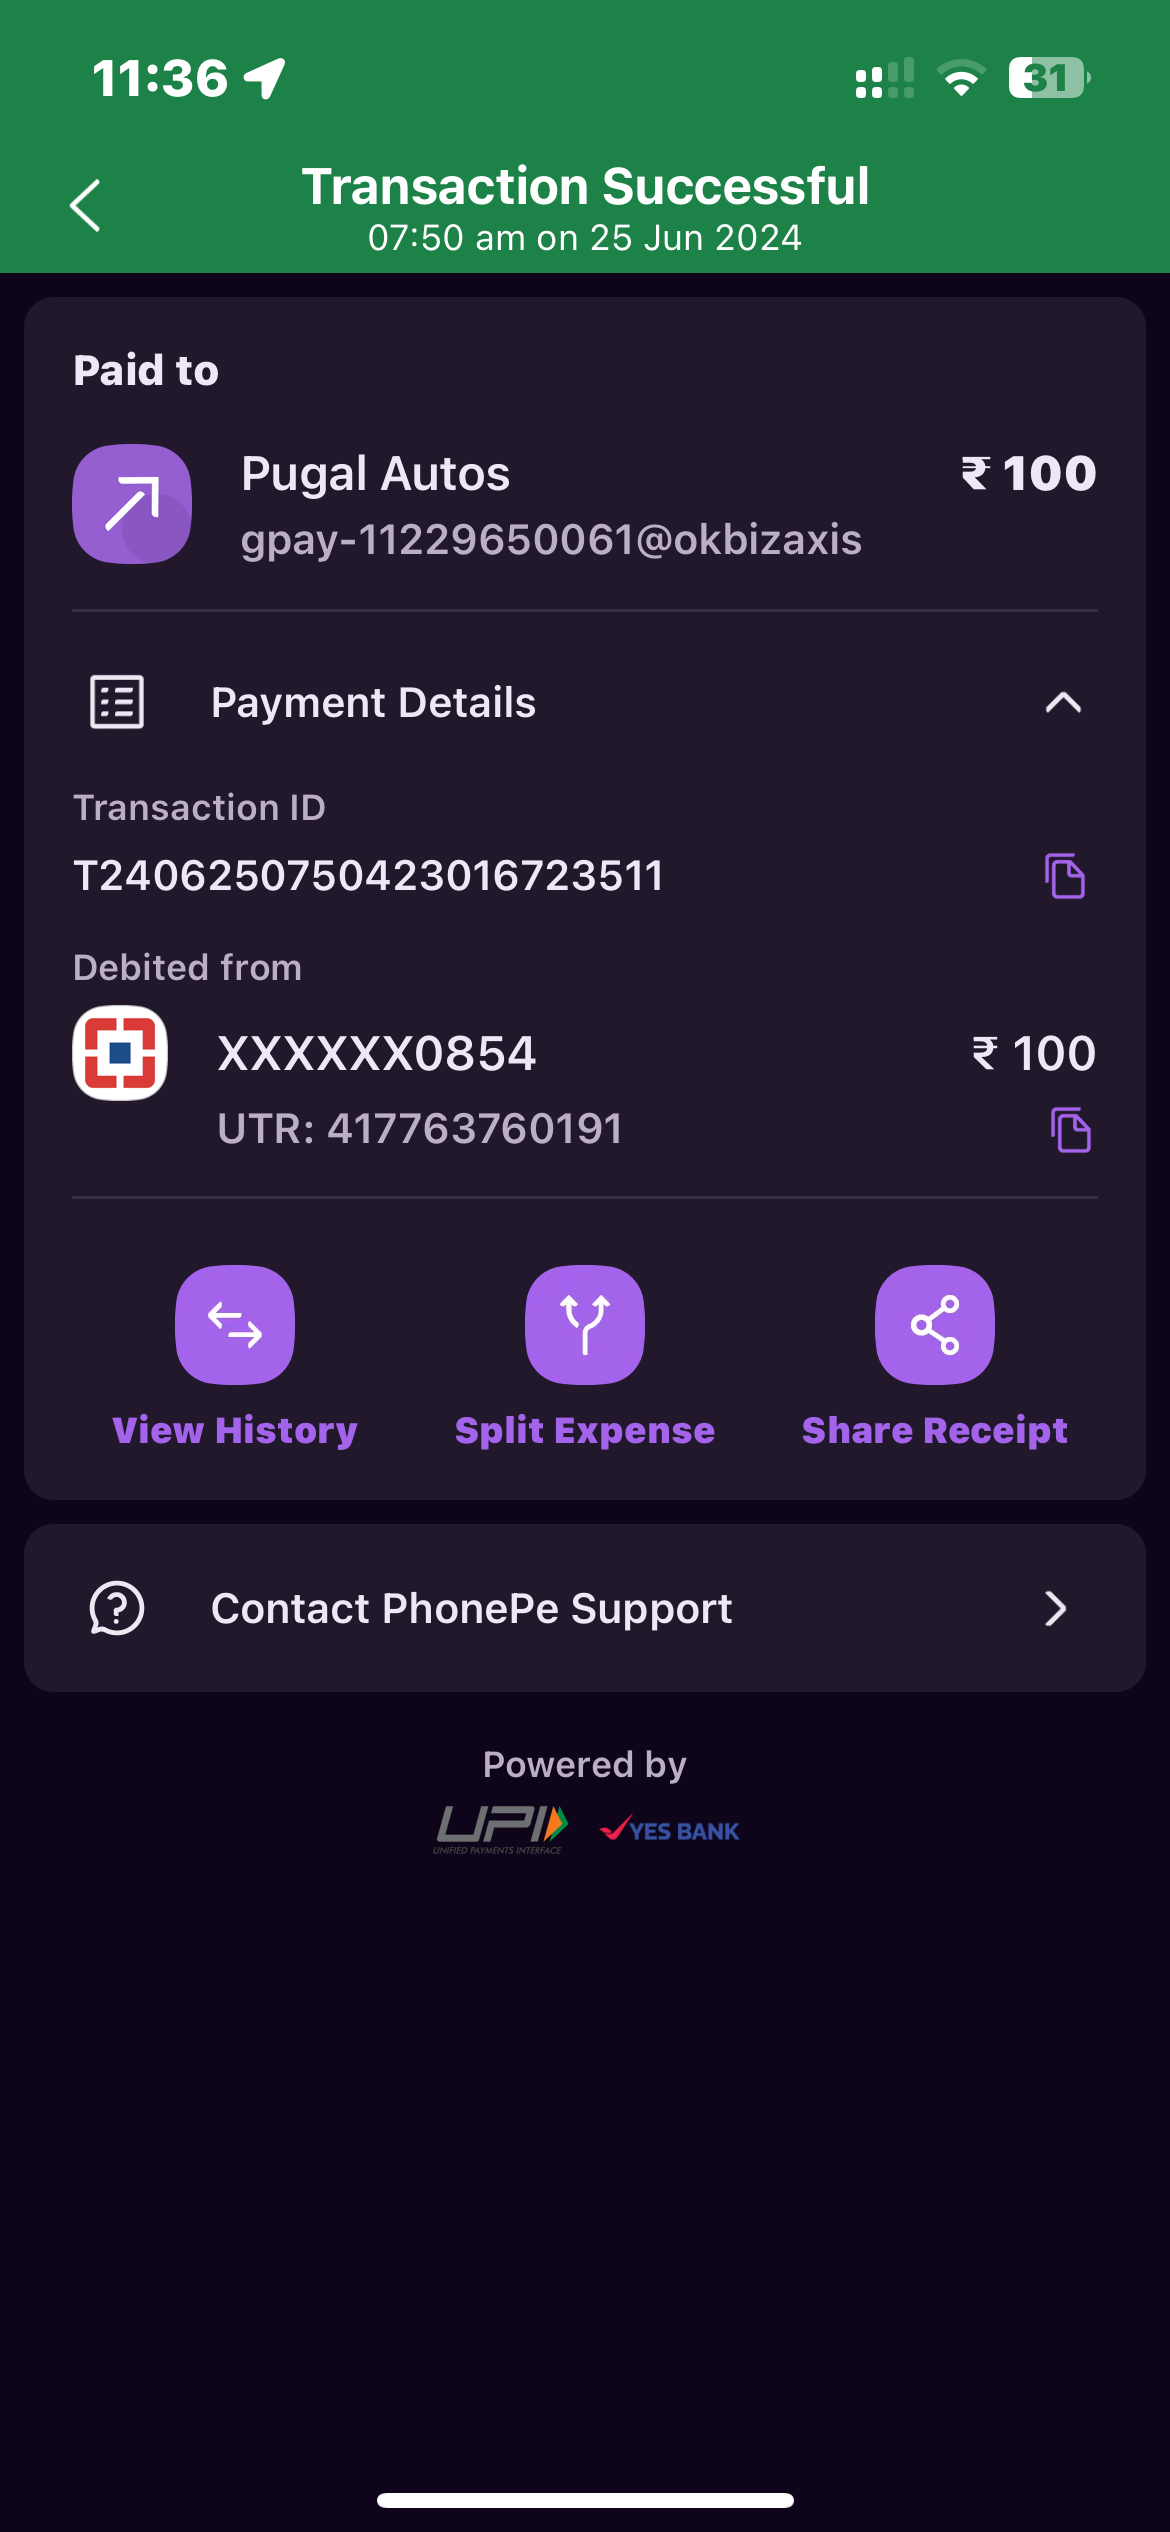 11:36
31
Transaction Successful
07:50 am on 25 Jun 2024
Paid to
Pugal Autos
₹ 100
gpay-11229650061@okbizaxis
Payment Details
Transaction ID
T2406250750423016723511
Debited from
XXXXXX0854
₹ 100
UTR: 417763760191
View History
Split Expense
Share Receipt
Contact PhonePe Support
Powered by
UPI
UNIFIED PAYMENTS INTERFACE
YES BANK